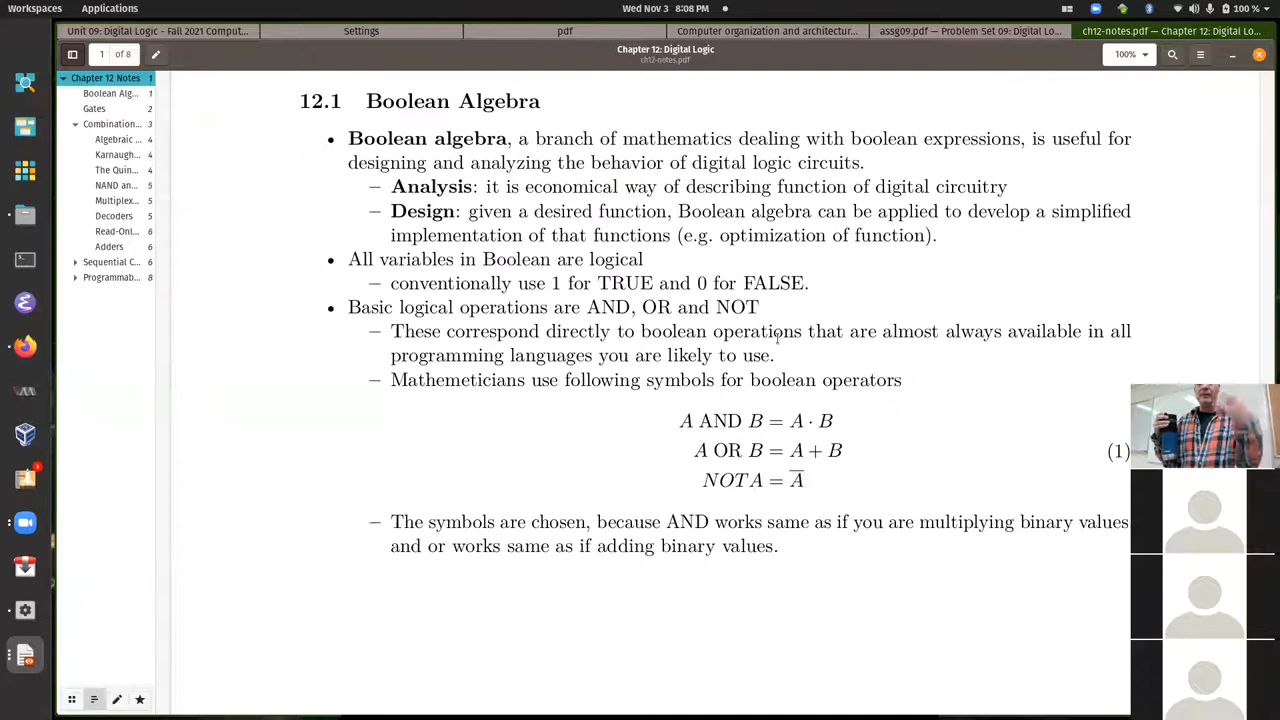 Workspaces Applications Wed Nov 3 8:08 PM 100 %
Unit 09: Digital Logic - Fall 2021 Comput... Settings pdf Computer organization and architectur... assg09.pdf — Problem Set 09: Digital Lo... ch12-notes.pdf — Chapter 12: Digital Lo...
1 of 8 Chapter 12: Digital Logic 100%
ch12-notes.pdf
Chapter 12 Notes 1
Boolean Alg... 1
Gates 2
Combination... 3
Algebraic ... 4
Karnaugh... 4
The Quin... 4
NAND an... 5
Multiplex... 5
Decoders 5
Read-Onl... 6
Adders 6
Sequential C... 6
Programmab... 8
12.1 Boolean Algebra
• Boolean algebra, a branch of mathematics dealing with boolean expressions, is useful for
designing and analyzing the behavior of digital logic circuits.
– Analysis: it is economical way of describing function of digital circuitry
– Design: given a desired function, Boolean algebra can be applied to develop a simplified
implementation of that functions (e.g. optimization of function).
• All variables in Boolean are logical
– conventionally use 1 for TRUE and 0 for FALSE.
• Basic logical operations are AND, OR and NOT
– These correspond directly to boolean operations that are almost always available in all
programming languages you are likely to use.
– Mathemeticians use following symbols for boolean operators
A AND B = A · B
A OR B = A + B (1)
NOT A = A̅
– The symbols are chosen, because AND works same as if you are multiplying binary values
and or works same as if adding binary values.
3